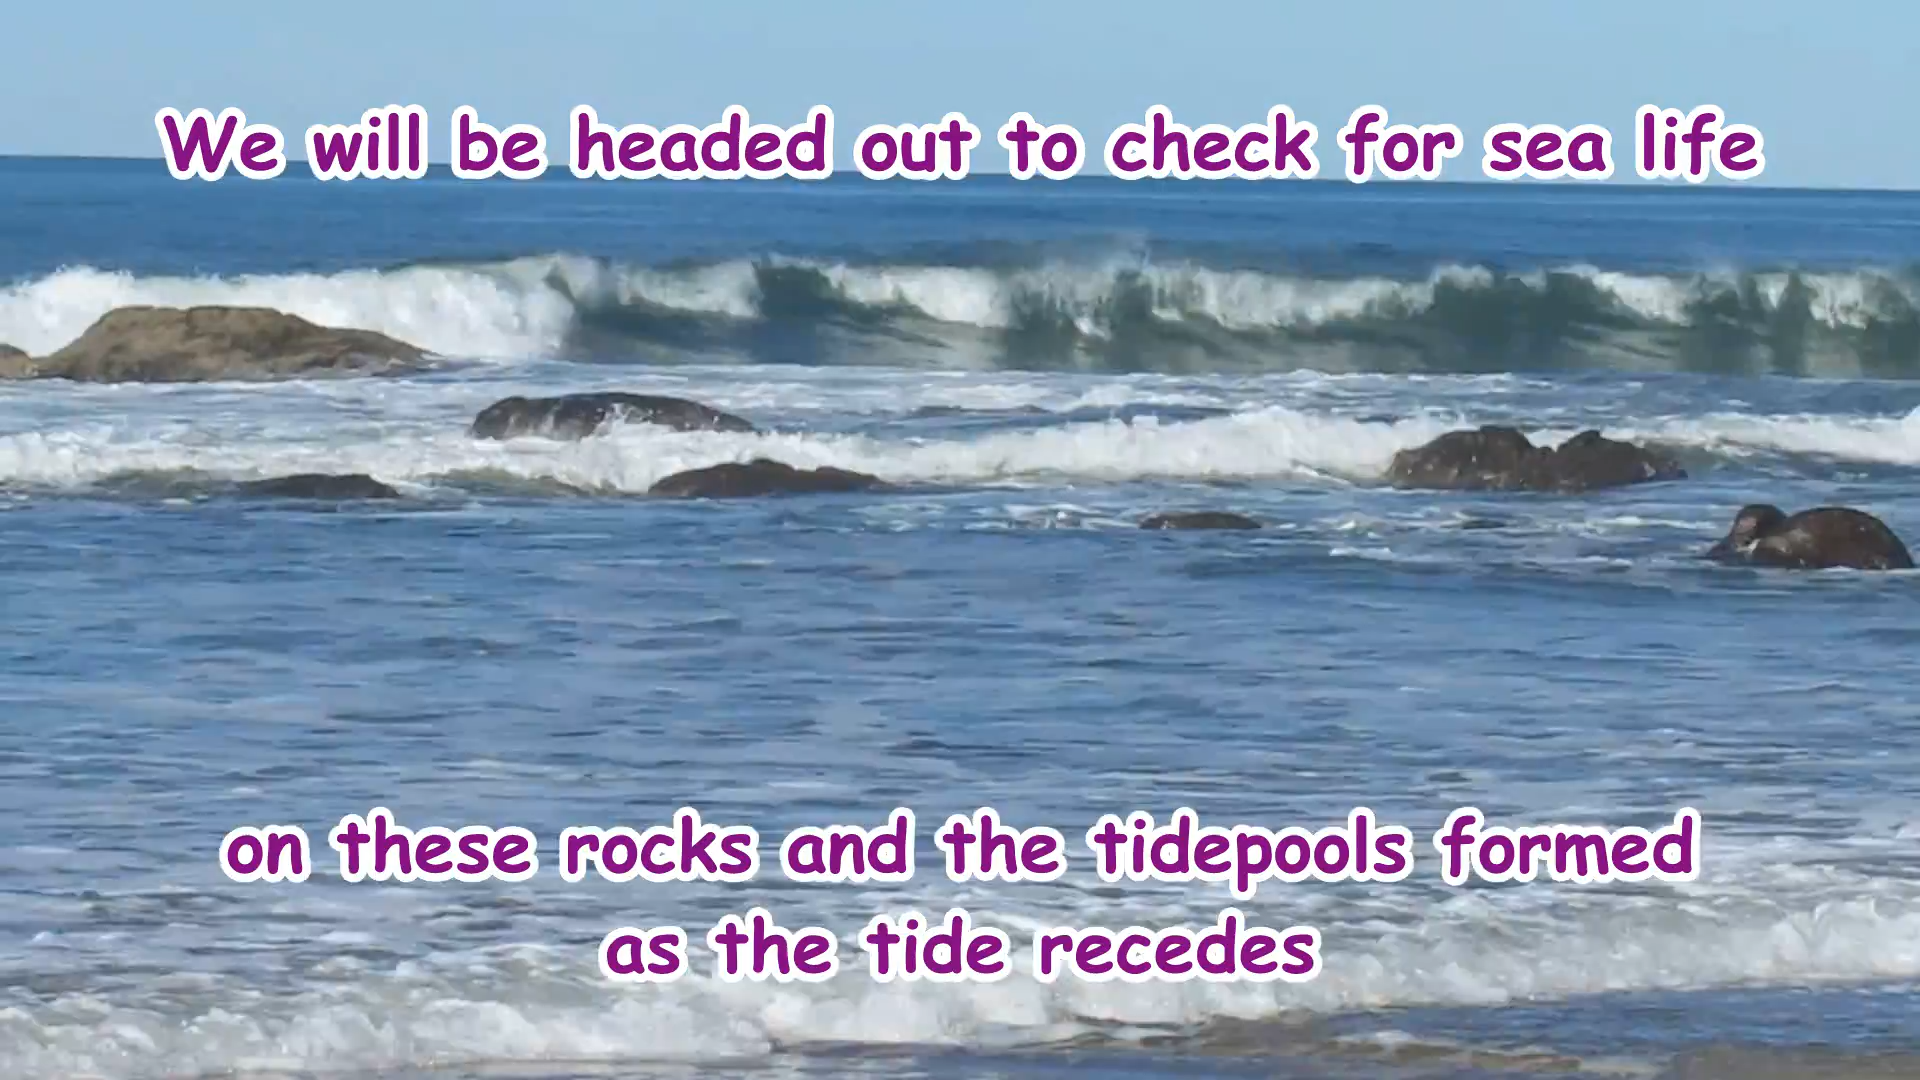 We will be headed out to check for sea life
on these rocks and the tidepools formed
as the tide recedes